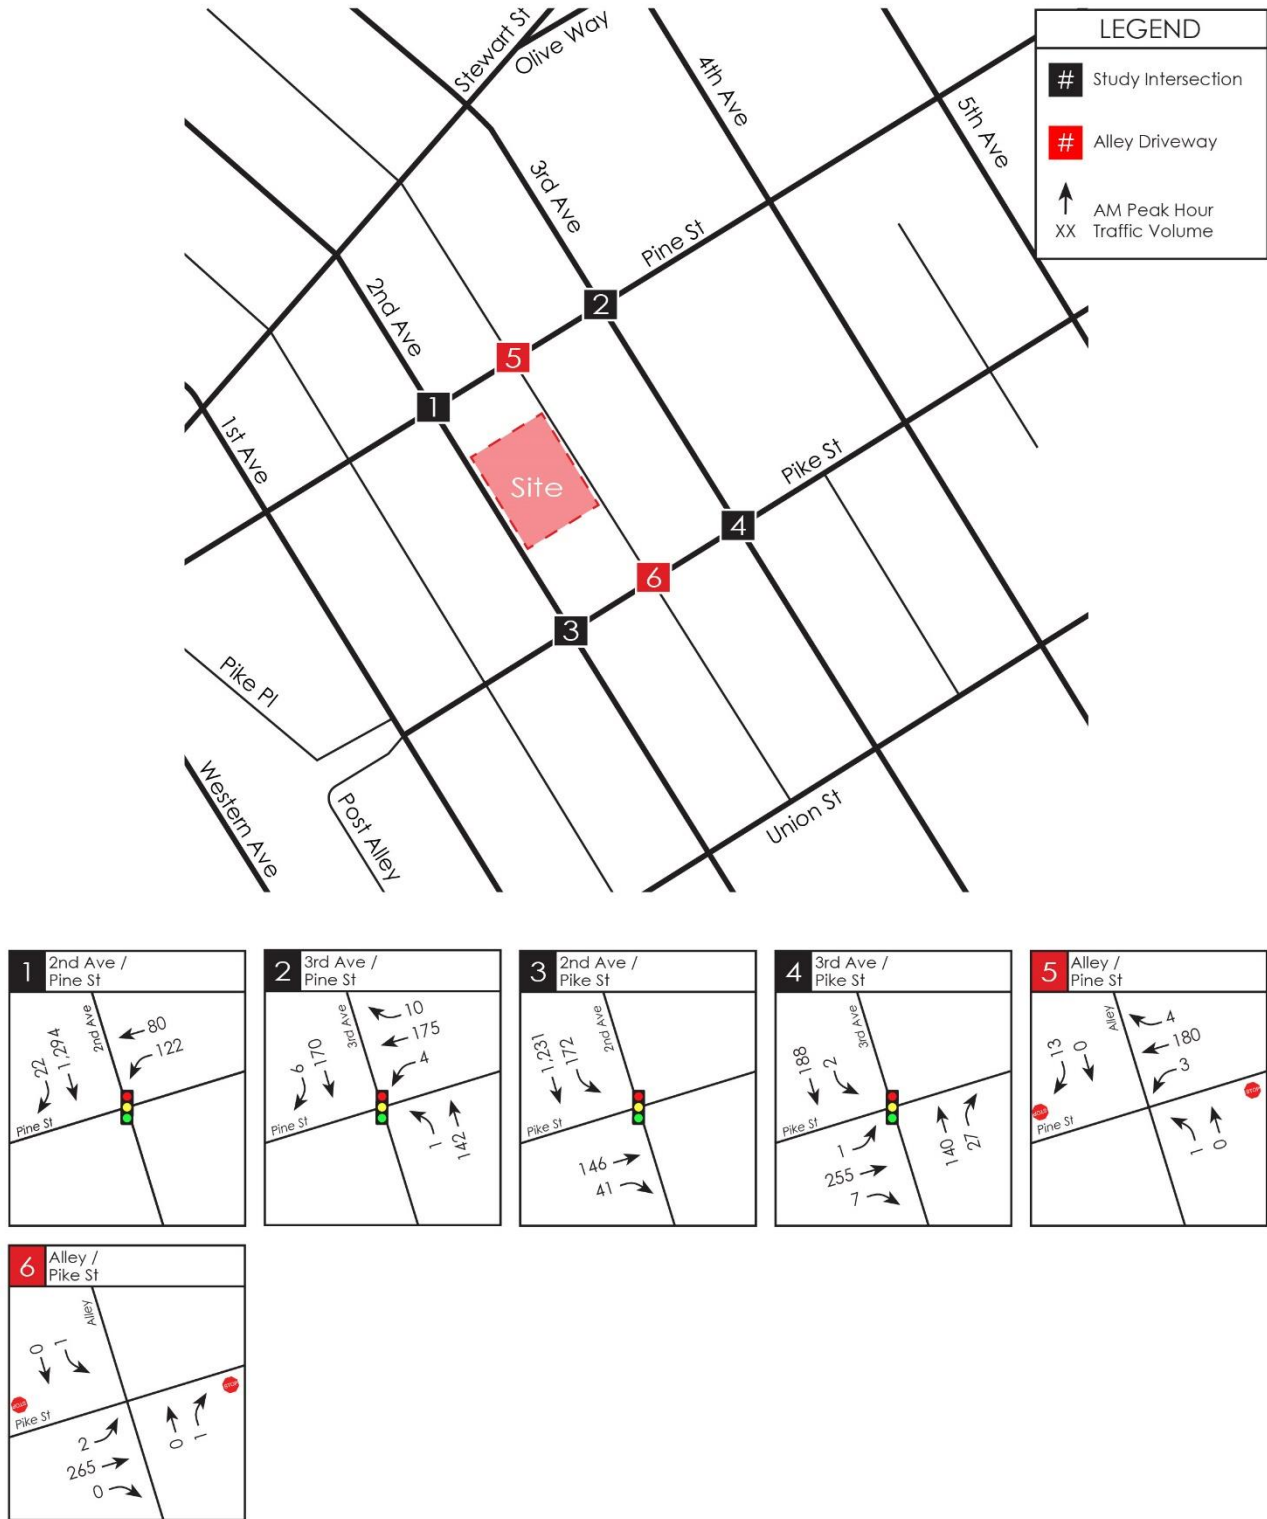 LEGEND
# Study Intersection
# Alley Driveway
XX AM Peak Hour
Traffic Volume
Stewart St
Olive Way
4th Ave
5th Ave
3rd Ave
Pine St
2nd Ave
2
5
1
1st Ave
Site
Pike St
4
6
3
Pike Pl
Western Ave
Post Alley
Union St
1 2nd Ave /
Pine St
2nd Ave
22
1,294
80
122
Pine St
2 3rd Ave /
Pine St
3rd Ave
6
170
10
175
4
Pine St
1
142
3 2nd Ave /
Pike St
2nd Ave
1,231
172
Pike St
146
41
4 3rd Ave /
Pike St
3rd Ave
188
2
Pike St
1
255
7
140
27
5 Alley /
Pine St
Alley
13
0
4
180
3
STOP
STOP
Pine St
1
0
6 Alley /
Pike St
Alley
0
1
STOP
STOP
Pike St
2
265
0
0
1